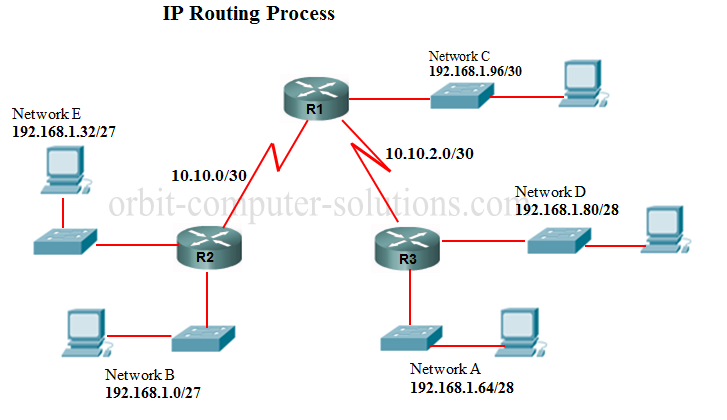 IP Routing Process
Network C
192.168.1.96/30
R1
Network E
192.168.1.32/27
10.10.0/30
10.10.2.0/30
orbit-computer-solutions.com
Network D
192.168.1.80/28
R2
R3
Network B
192.168.1.0/27
Network A
192.168.1.64/28